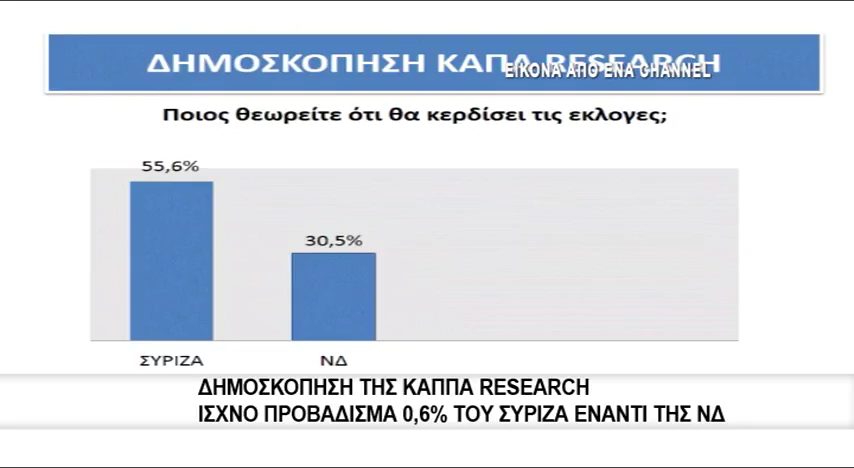 ΔΗΜΟΣΚΟΠΗΣΗ ΚΑΠΑ RESEARCH
ΕΙΚΟΝΑ ΑΠΟ ΕΝΑ CHANNEL
Ποιος θεωρείτε ότι θα κερδίσει τις εκλογες;
55,6%
30,5%
ΣΥΡΙΖΑ ΝΔ
ΔΗΜΟΣΚΟΠΗΣΗ ΤΗΣ ΚΑΠΠΑ RESEARCH
ΙΣΧΝΟ ΠΡΟΒΑΔΙΣΜΑ 0,6% ΤΟΥ ΣΥΡΙΖΑ ΕΝΑΝΤΙ ΤΗΣ ΝΔ